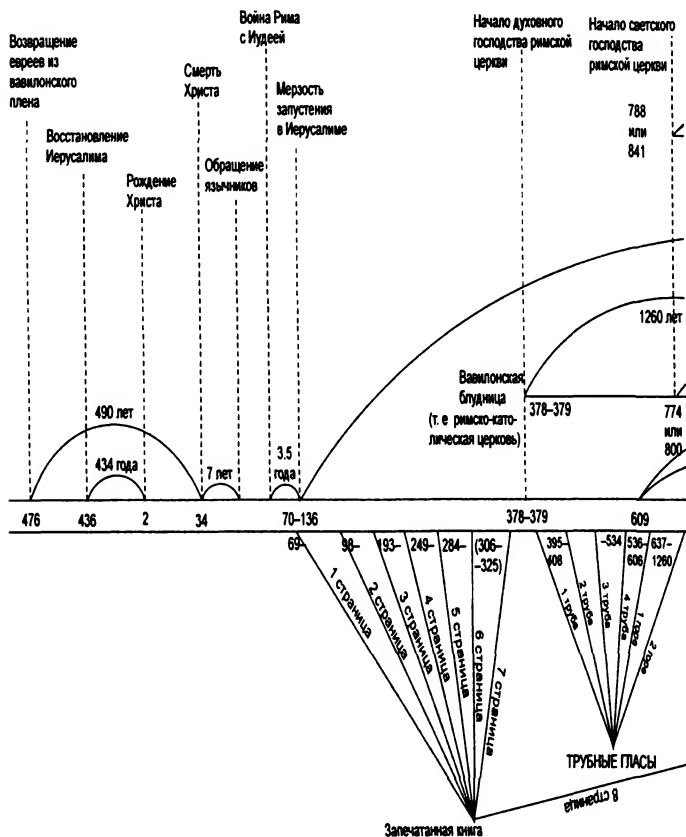 Война Рима
с Иудеей
Начало духовного
господства римской
церкви
Начало светского
господства
римской церкви
Возвращение
евреев из
вавилонского
плена
Смерть
Христа
Мерзость
запустения
в Иерусалиме
788
или
841
Восстановление
Иерусалима
Рождение
Христа
Обращение
язычников
1260 лет
Вавилонская
блудница
(т. е римско-като-
лическая церковь)
378–379
774
или
800
490 лет
434 года
7 лет
3.5
года
476
436
2
34
70–136
378–379
609
69–
98–
193–
249–
284–
(306–
–325)
395–
408
–534
536–
606
637–
1260
1 страница
2 страница
3 страница
4 страница
5 страница
6 страница
7 страница
1 труба
2 труба
3 труба
4 труба
1 горе
2 горе
ТРУБНЫЕ ГЛАСЫ
8 страница
Запечатанная книга